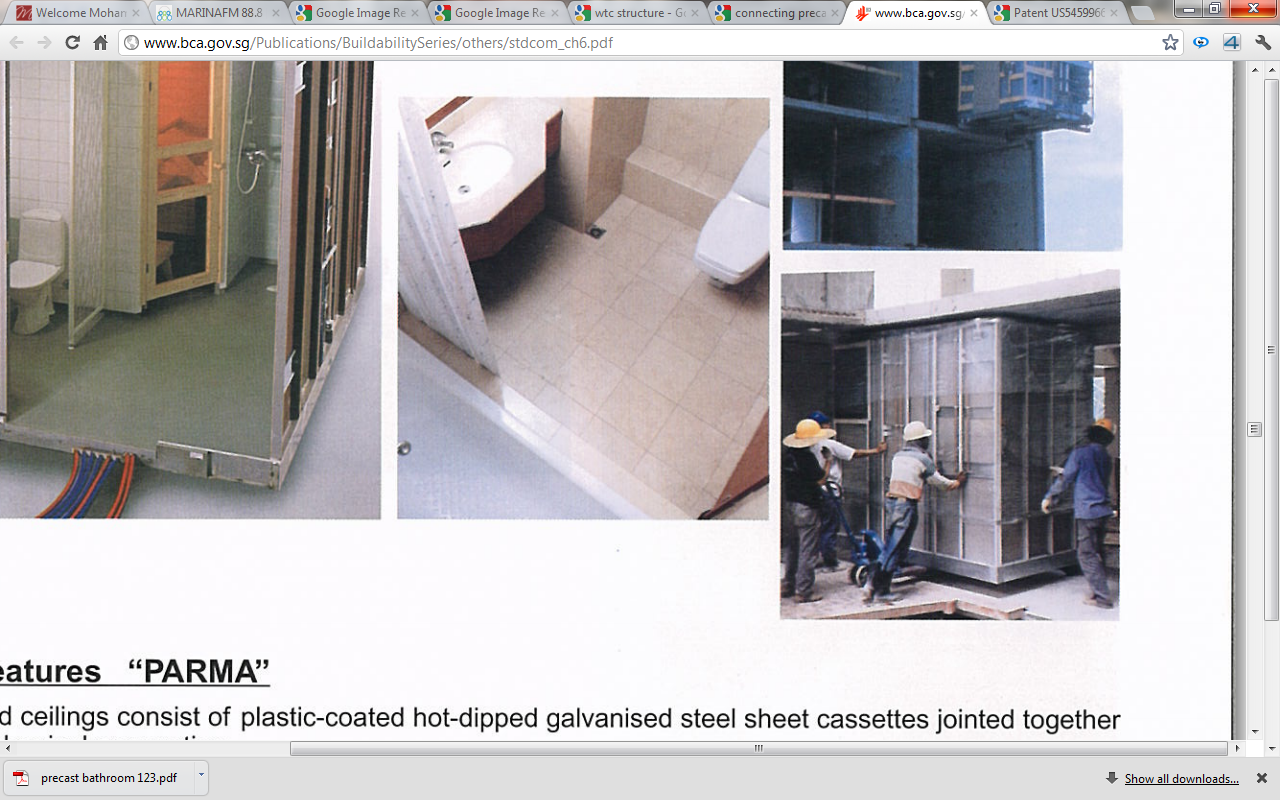 Welcome Mohan
MARINAFM 88.8
Google Image Re
Google Image Re
wtc structure - G
connecting preca
www.bca.gov.sg/
Patent US5459966
www.bca.gov.sg/Publications/BuildabilitySeries/others/stdcom_ch6.pdf
eatures “PARMA”
d ceilings consist of plastic-coated hot-dipped galvanised steel sheet cassettes jointed together
precast bathroom 123.pdf
Show all downloads...